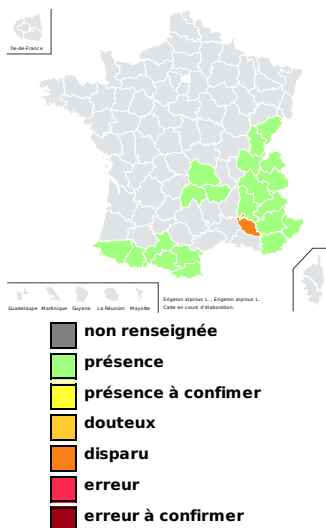 Île-de-France
Guadeloupe Martinique Guyane La Réunion Mayotte
Erigeron alpinus L. , Erigeron alpinus L.
Carte en cours d'élaboration.
non renseignée
présence
présence à confimer
douteux
disparu
erreur
erreur à confirmer